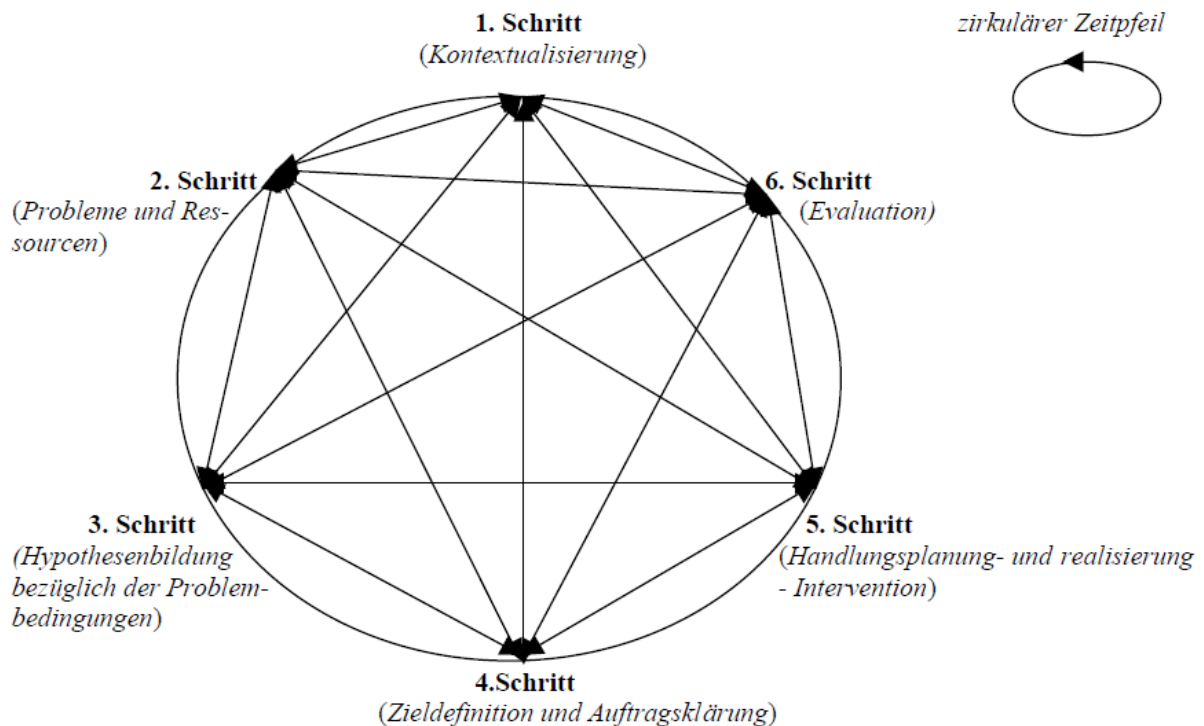 1. Schritt
(Kontextualisierung)
zirkulärer Zeitpfeil
2. Schritt
(Probleme und Res-
sourcen)
6. Schritt
(Evaluation)
3. Schritt
(Hypothesenbildung
bezüglich der Problem-
bedingungen)
5. Schritt
(Handlungsplanung- und realisierung
- Intervention)
4.Schritt
(Zieldefinition und Auftragsklärung)